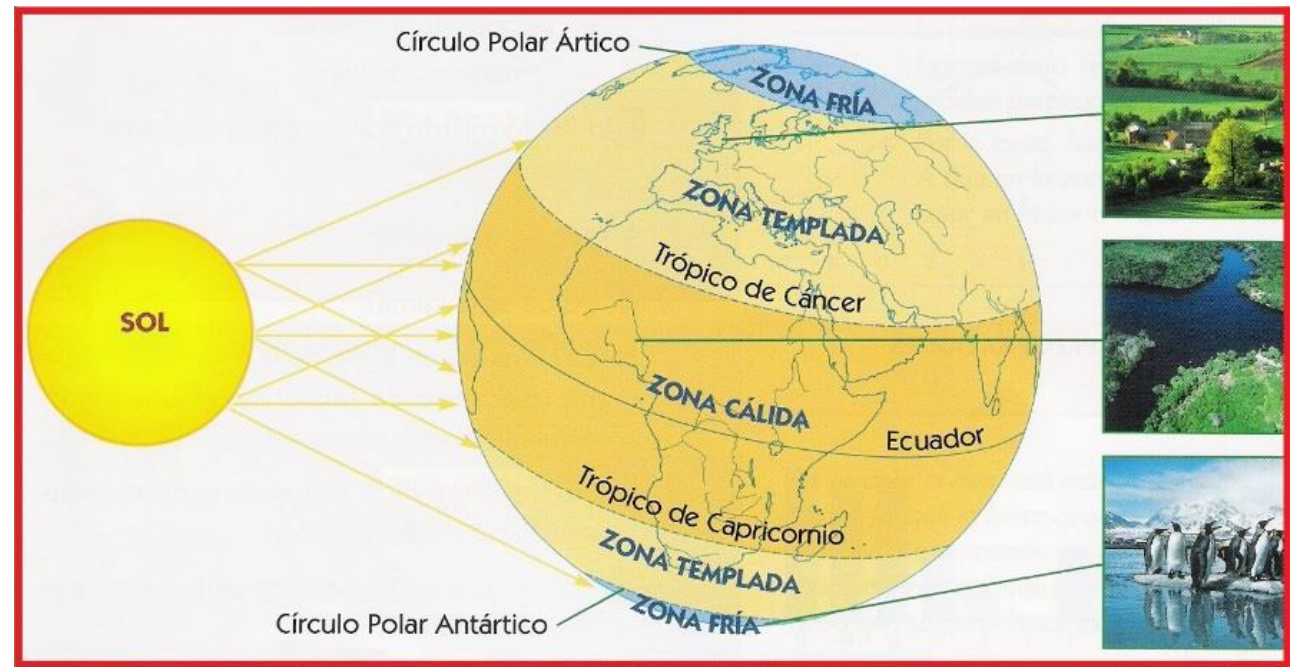 Círculo Polar Ártico
ZONA FRÍA
ZONA TEMPLADA
Trópico de Cáncer
SOL
ZONA CÁLIDA
Ecuador
Trópico de Capricornio
ZONA TEMPLADA
ZONA FRÍA
Círculo Polar Antártico